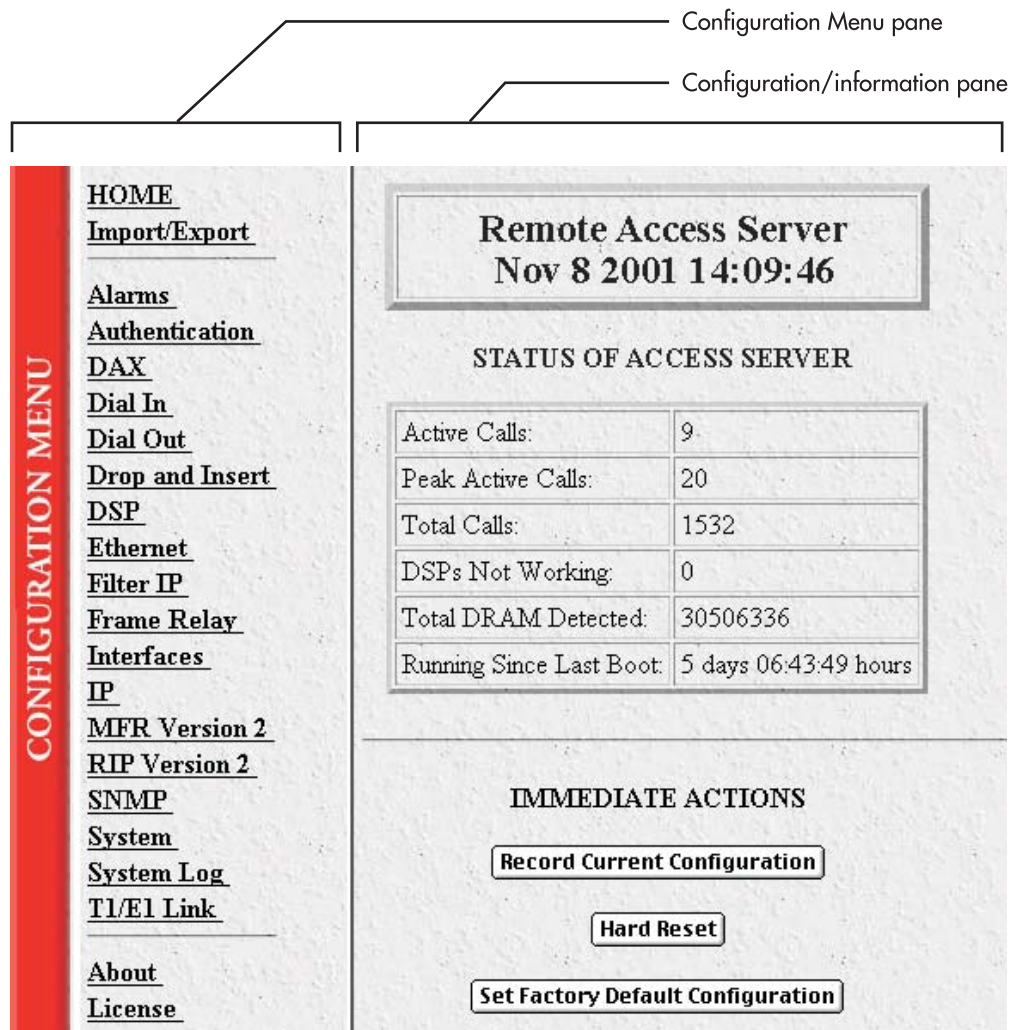 Configuration Menu pane
Configuration/information pane
CONFIGURATION MENU
HOME
Import/Export
Alarms
Authentication
DAX
Dial In
Dial Out
Drop and Insert
DSP
Ethernet
Filter IP
Frame Relay
Interfaces
IP
MFR Version 2
RIP Version 2
SNMP
System
System Log
T1/E1 Link
About
License
Remote Access Server
Nov 8 2001 14:09:46
STATUS OF ACCESS SERVER
Active Calls: 9
Peak Active Calls: 20
Total Calls: 1532
DSPs Not Working: 0
Total DRAM Detected: 30506336
Running Since Last Boot: 5 days 06:43:49 hours
IMMEDIATE ACTIONS
Record Current Configuration
Hard Reset
Set Factory Default Configuration